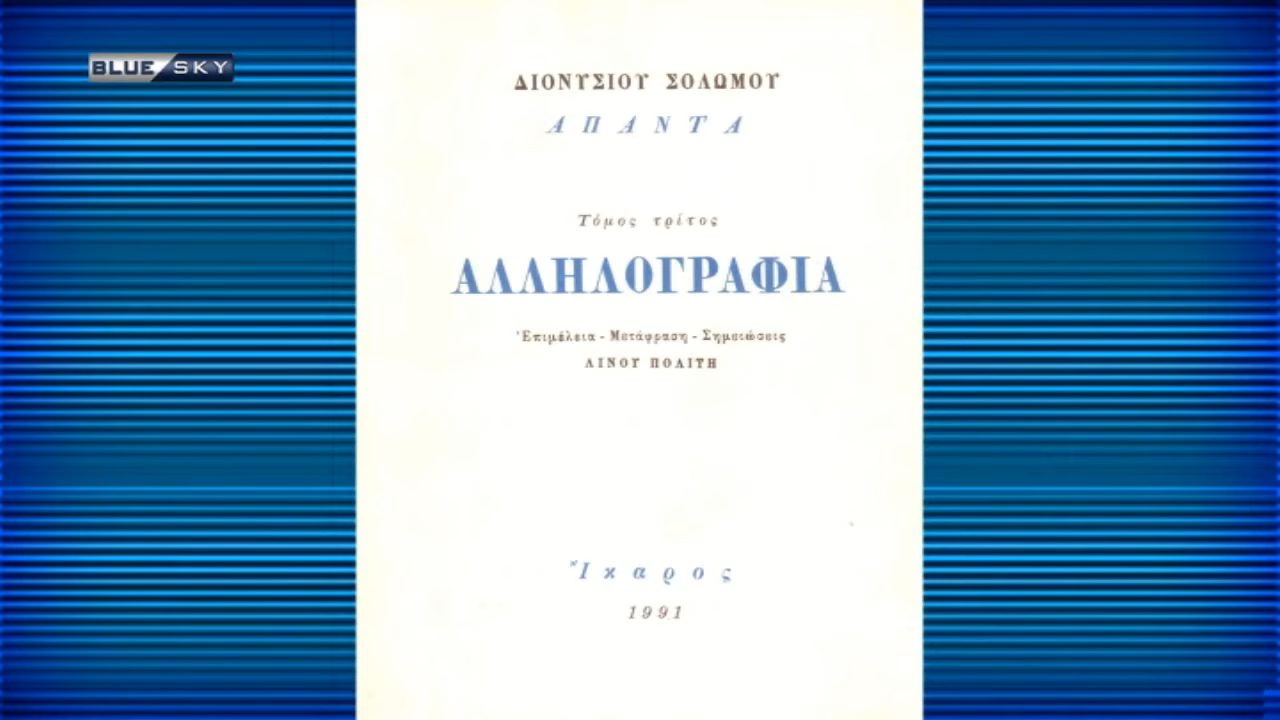 BLUE SKY
ΔΙΟΝΥΣΙΟΥ ΣΟΛΩΜΟΥ
ΑΠΑΝΤΑ
Τόμος τρίτος
ΑΛΛΗΛΟΓΡΑΦΙΑ
Ἐπιμέλεια - Μετάφραση - Σημειώσεις
ΛΙΝΟΥ ΠΟΛΙΤΗ
Ἴκαρος
1991